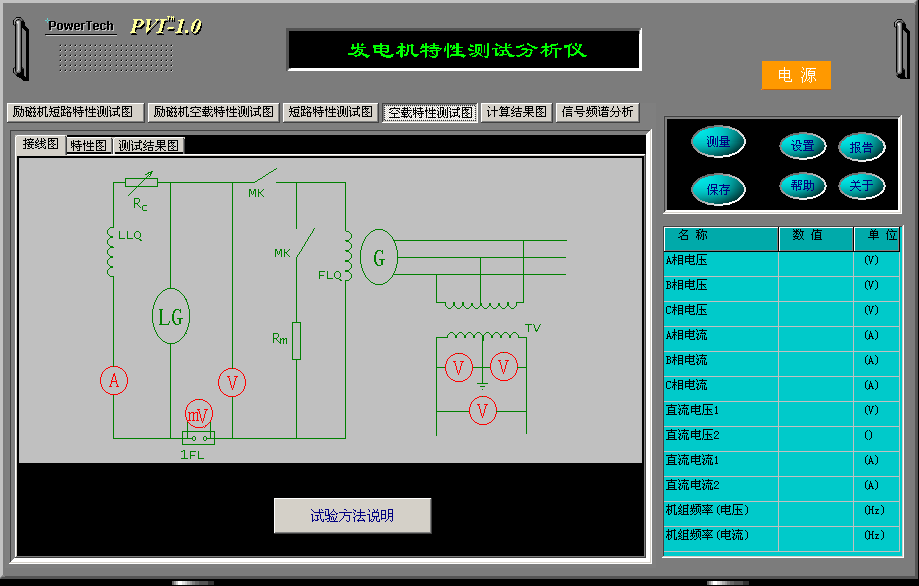 PowerTech
PVI™-1.0
发电机特性测试分析仪
电 源
励磁机短路特性测试图 励磁机空载特性测试图 短路特性测试图 空载特性测试图 计算结果图 信号频谱分析
接线图 特性图 测试结果图
测量 设置 报告
保存 帮助 关于
Rc
MK
LLQ
MK
FLQ
G
LG
Rm
TV
A
V
V
V
mV
V
1FL
试验方法说明
名 称 数 值 单 位
A相电压 (V)
B相电压 (V)
C相电压 (V)
A相电流 (A)
B相电流 (A)
C相电流 (A)
直流电压1 (V)
直流电压2 ()
直流电流1 (A)
直流电流2 (A)
机组频率(电压) (Hz)
机组频率(电流) (Hz)